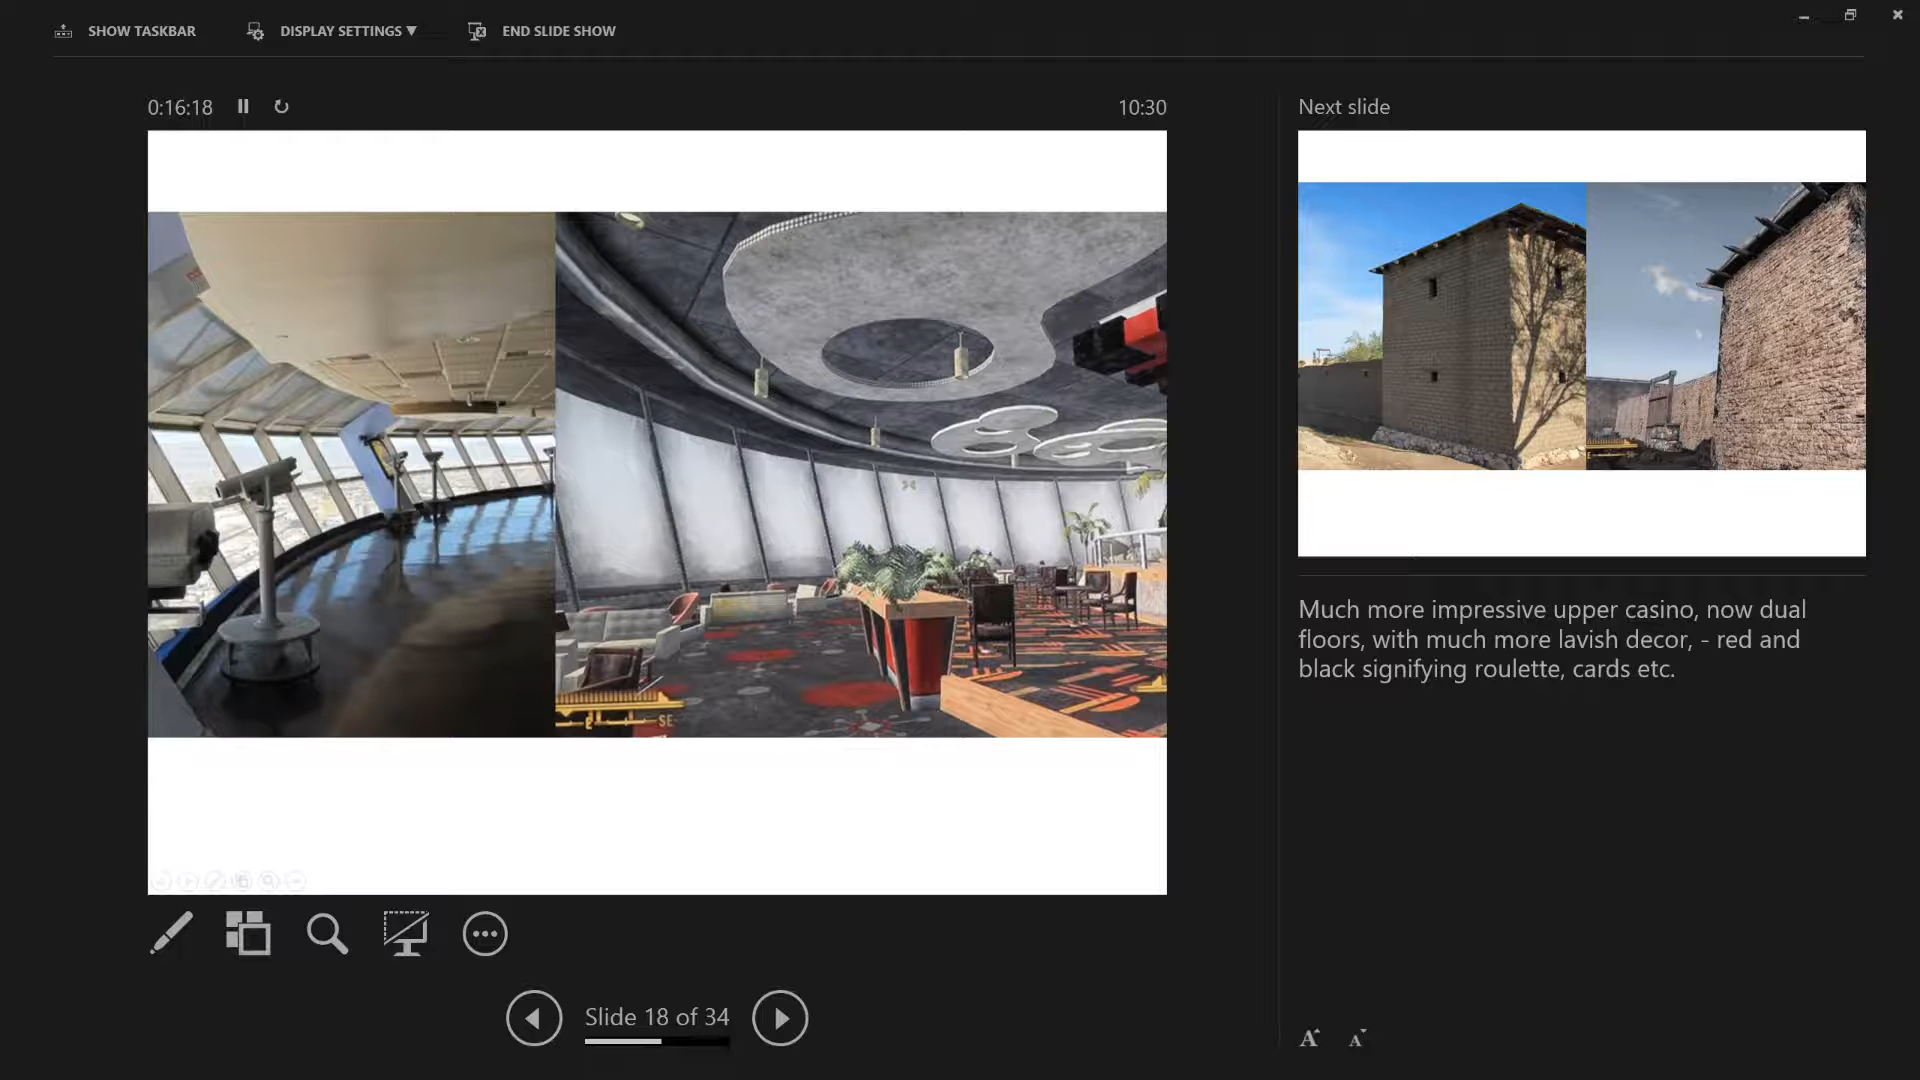 SHOW TASKBAR
DISPLAY SETTINGS ▼
END SLIDE SHOW
0:16:18
10:30
Next slide
SE
E
Much more impressive upper casino, now dual
floors, with much more lavish decor, - red and
black signifying roulette, cards etc.
Slide 18 of 34
A
A